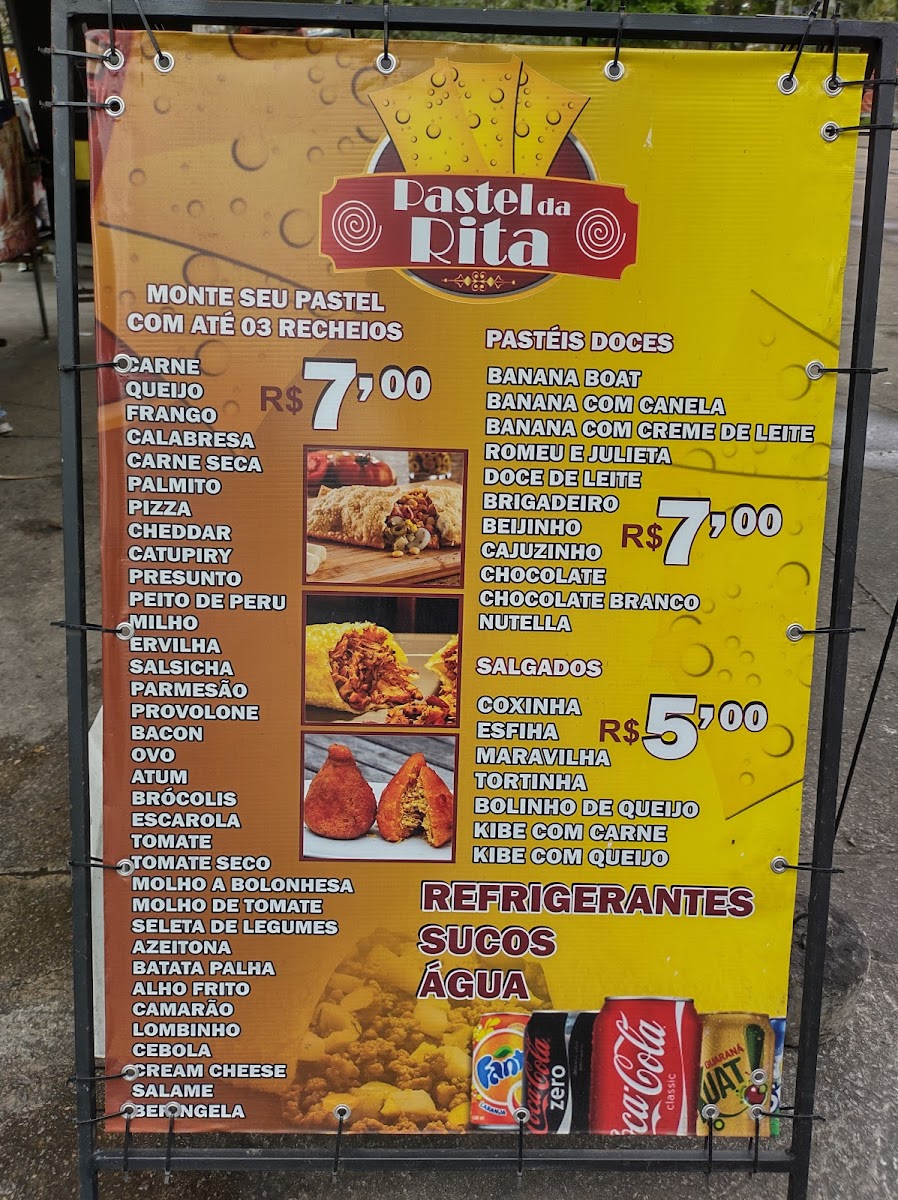 Pastel da
Rita
MONTE SEU PASTEL
COM ATÉ 03 RECHEIOS
R$7,00
CARNE
QUEIJO
FRANGO
CALABRESA
CARNE SECA
PALMITO
PIZZA
CHEDDAR
CATUPIRY
PRESUNTO
PEITO DE PERU
MILHO
ERVILHA
SALSICHA
PARMESÃO
PROVOLONE
BACON
OVO
ATUM
BRÓCOLIS
ESCAROLA
TOMATE
TOMATE SECO
MOLHO A BOLONHESA
MOLHO DE TOMATE
SELETA DE LEGUMES
AZEITONA
BATATA PALHA
ALHO FRITO
CAMARÃO
LOMBINHO
CEBOLA
CREAM CHEESE
SALAME
BERINGELA
PASTÉIS DOCES
BANANA BOAT
BANANA COM CANELA
BANANA COM CREME DE LEITE
ROMEU E JULIETA
DOCE DE LEITE
BRIGADEIRO
BEIJINHO
CAJUZINHO
CHOCOLATE
CHOCOLATE BRANCO
NUTELLA
R$7,00
SALGADOS
COXINHA
ESFIHA
MARAVILHA
TORTINHA
BOLINHO DE QUEIJO
KIBE COM CARNE
KIBE COM QUEIJO
R$5,00
REFRIGERANTES
SUCOS
ÁGUA
Fanta
LARANJA
Coca-Cola
zero
Coca-Cola
classic
GUARANÁ